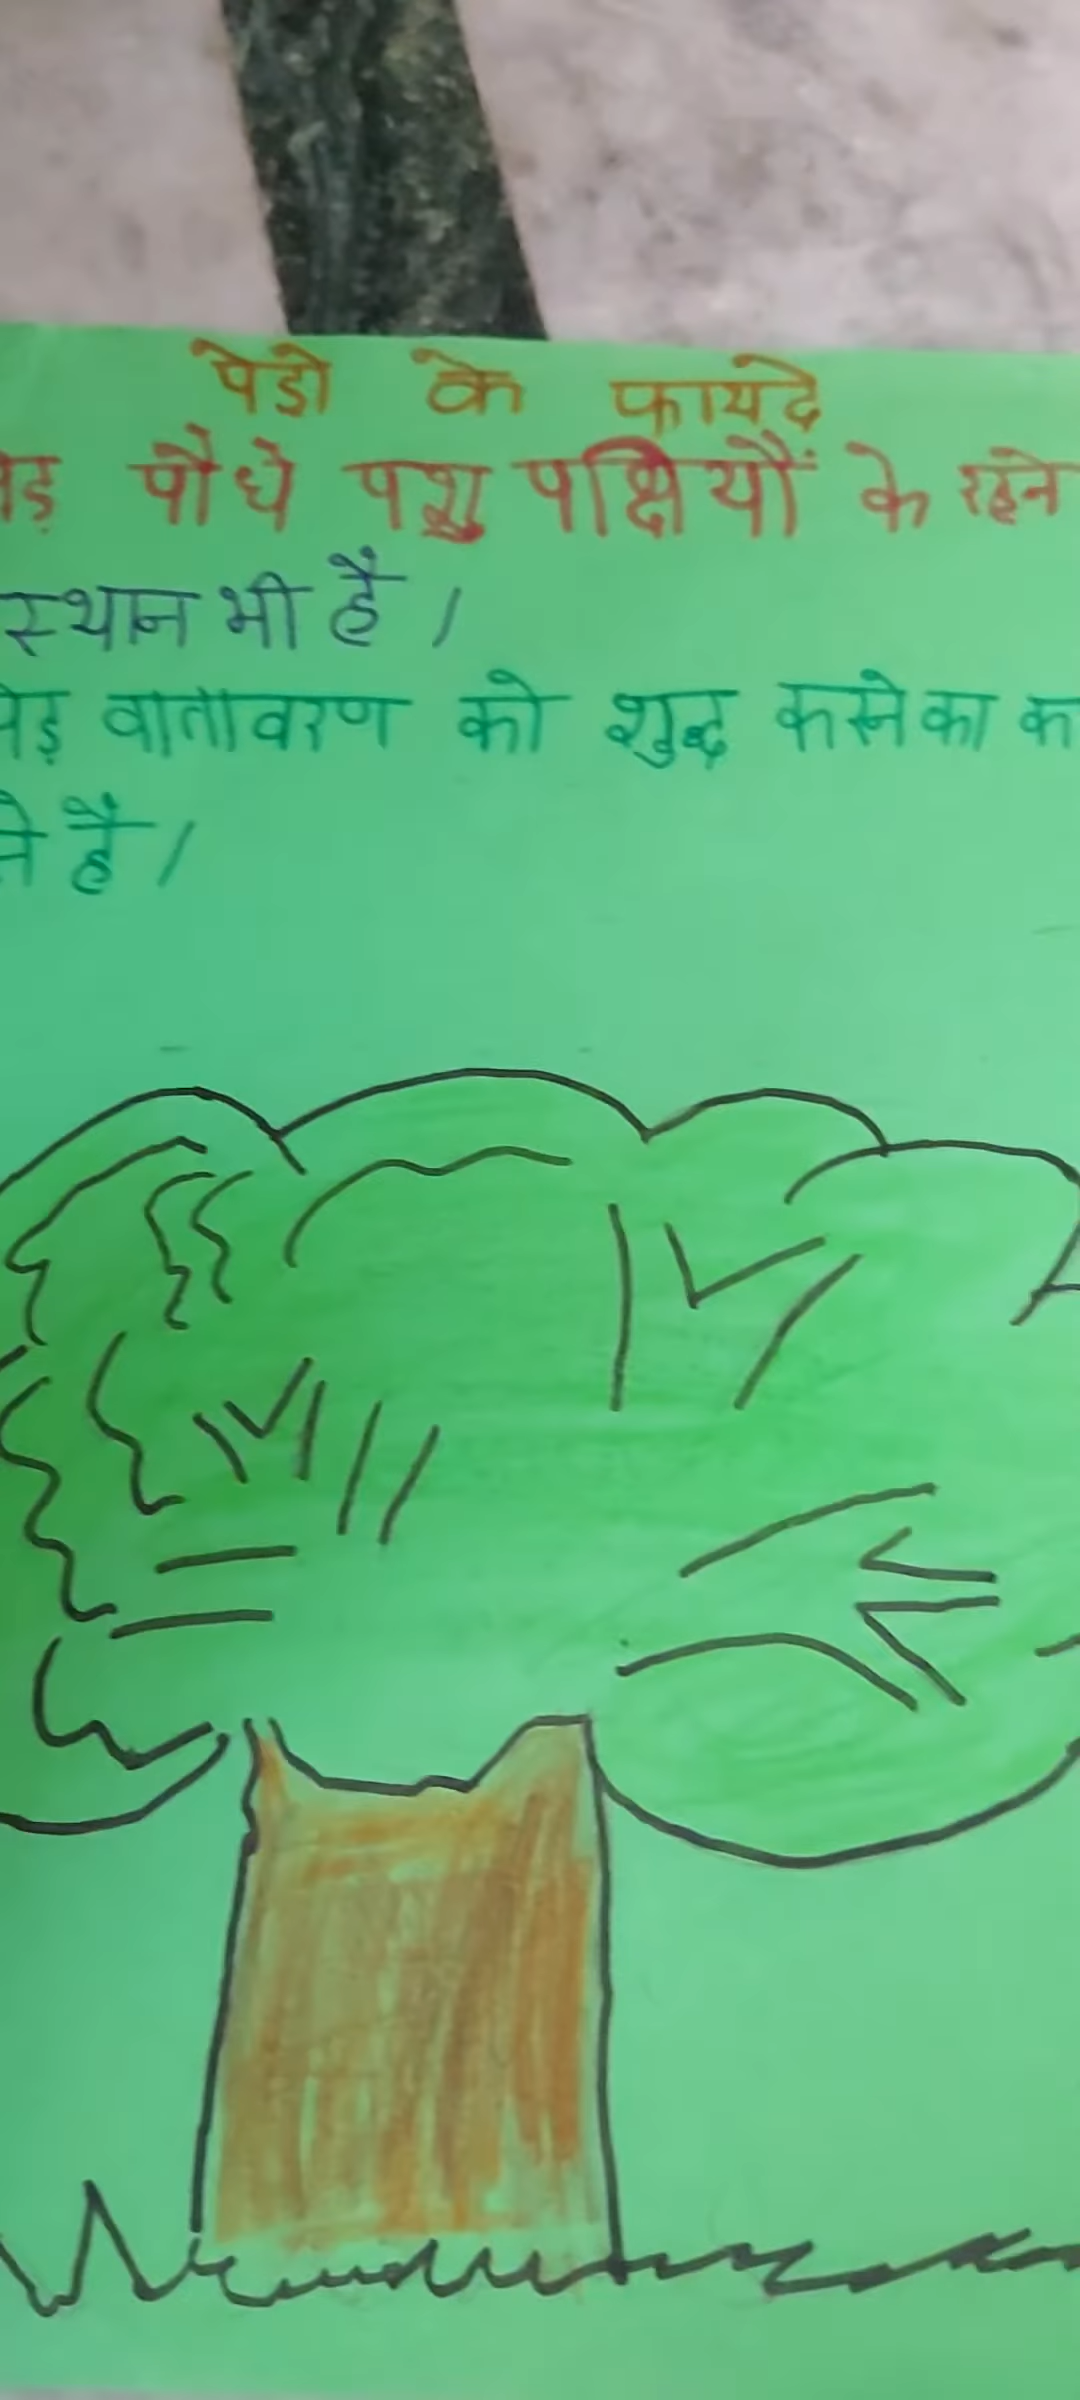 पेडो के फायदे
पेड़ पौधे पशु पक्षियौं के रहने
स्थान भी है ।
पेड़ वातावरण को शुद्ध करने का का
ते है ।